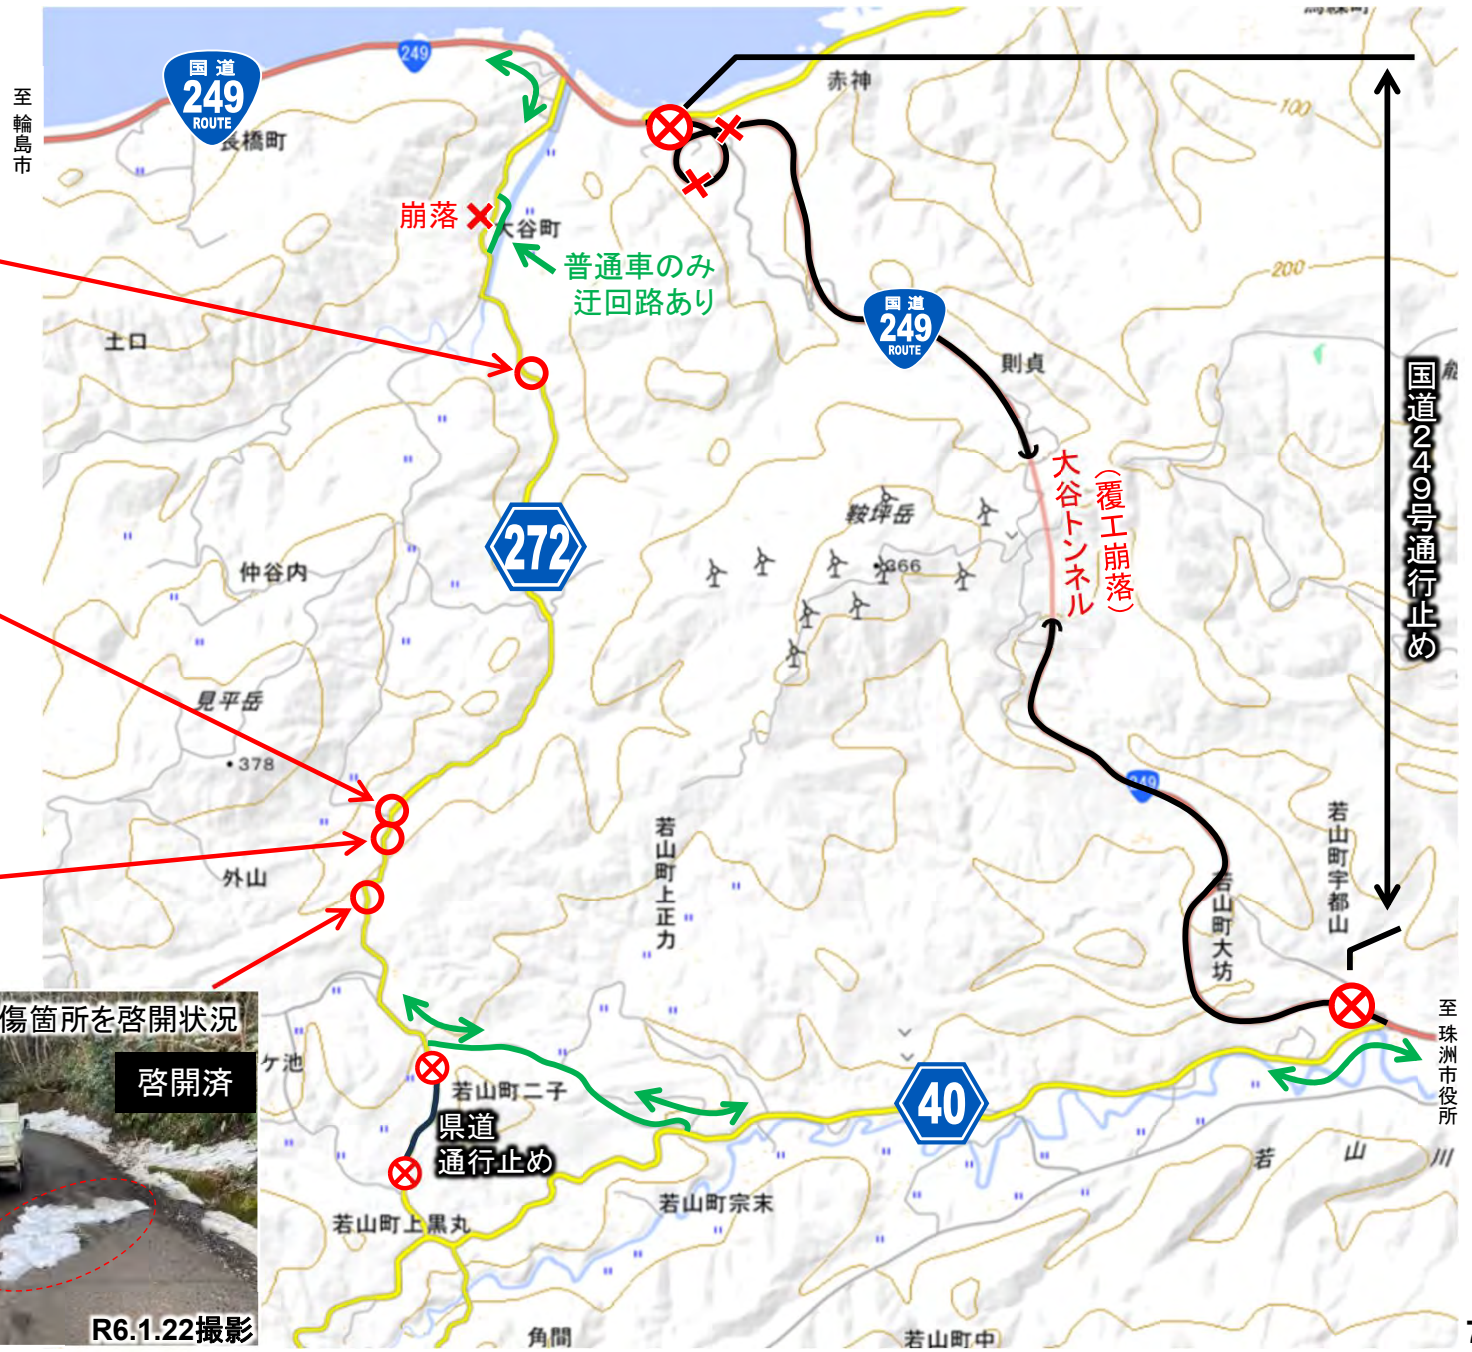 国道
249
ROUTE
249
至 輪島市
長橋町
赤神
100
崩落
大谷町
普通車のみ
迂回路あり
200
土口
国道
249
ROUTE
則貞
国道249号通行止め
大谷トンネル
(覆工崩落)
鞍坪岳
366
272
仲谷内
見平岳
378
249
若山町上正力
若山町宇都山
外山
若山町大坊
傷箇所を啓開状況
啓開済
ケ池
至 珠洲市役所
若山町二子
県道
通行止め
40
若山川
若山町宗末
若山町上黒丸
R6.1.22撮影
角間
若山町中